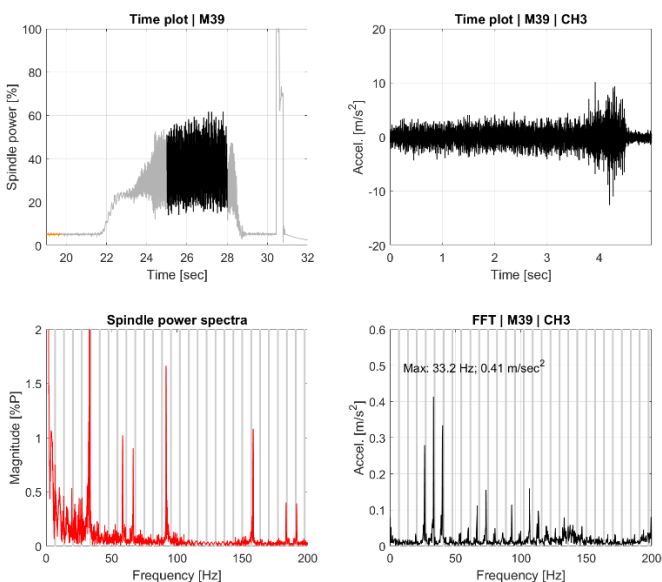 Time plot | M39
100
80
60
40
20
0
Spindle power [%]
20 22 24 26 28 30 32
Time [sec]
Time plot | M39 | CH3
20
10
0
-10
-20
Accel. [m/s²]
0 1 2 3 4
Time [sec]
Spindle power spectra
2
1.5
1
0.5
0
Magnitude [%P]
0 50 100 150 200
Frequency [Hz]
FFT | M39 | CH3
Max: 33.2 Hz; 0.41 m/sec²
0.6
0.5
0.4
0.3
0.2
0.1
0
Accel. [m/s²]
0 50 100 150 200
Frequency [Hz]